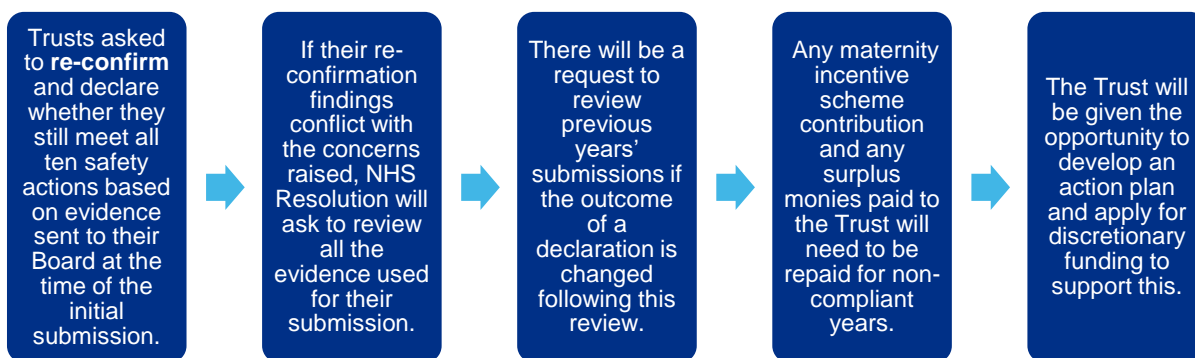 Trusts asked
to re-confirm
and declare
whether they
still meet all
ten safety
actions based
on evidence
sent to their
Board at the
time of the
initial
submission.
If their re-
confirmation
findings
conflict with
the concerns
raised, NHS
Resolution will
ask to review
all the
evidence used
for their
submission.
There will be a
request to
review
previous
years'
submissions if
the outcome
of a
declaration is
changed
following this
review.
Any maternity
incentive
scheme
contribution
and any
surplus
monies paid to
the Trust will
need to be
repaid for non-
compliant
years.
The Trust will
be given the
opportunity to
develop an
action plan
and apply for
discretionary
funding to
support this.